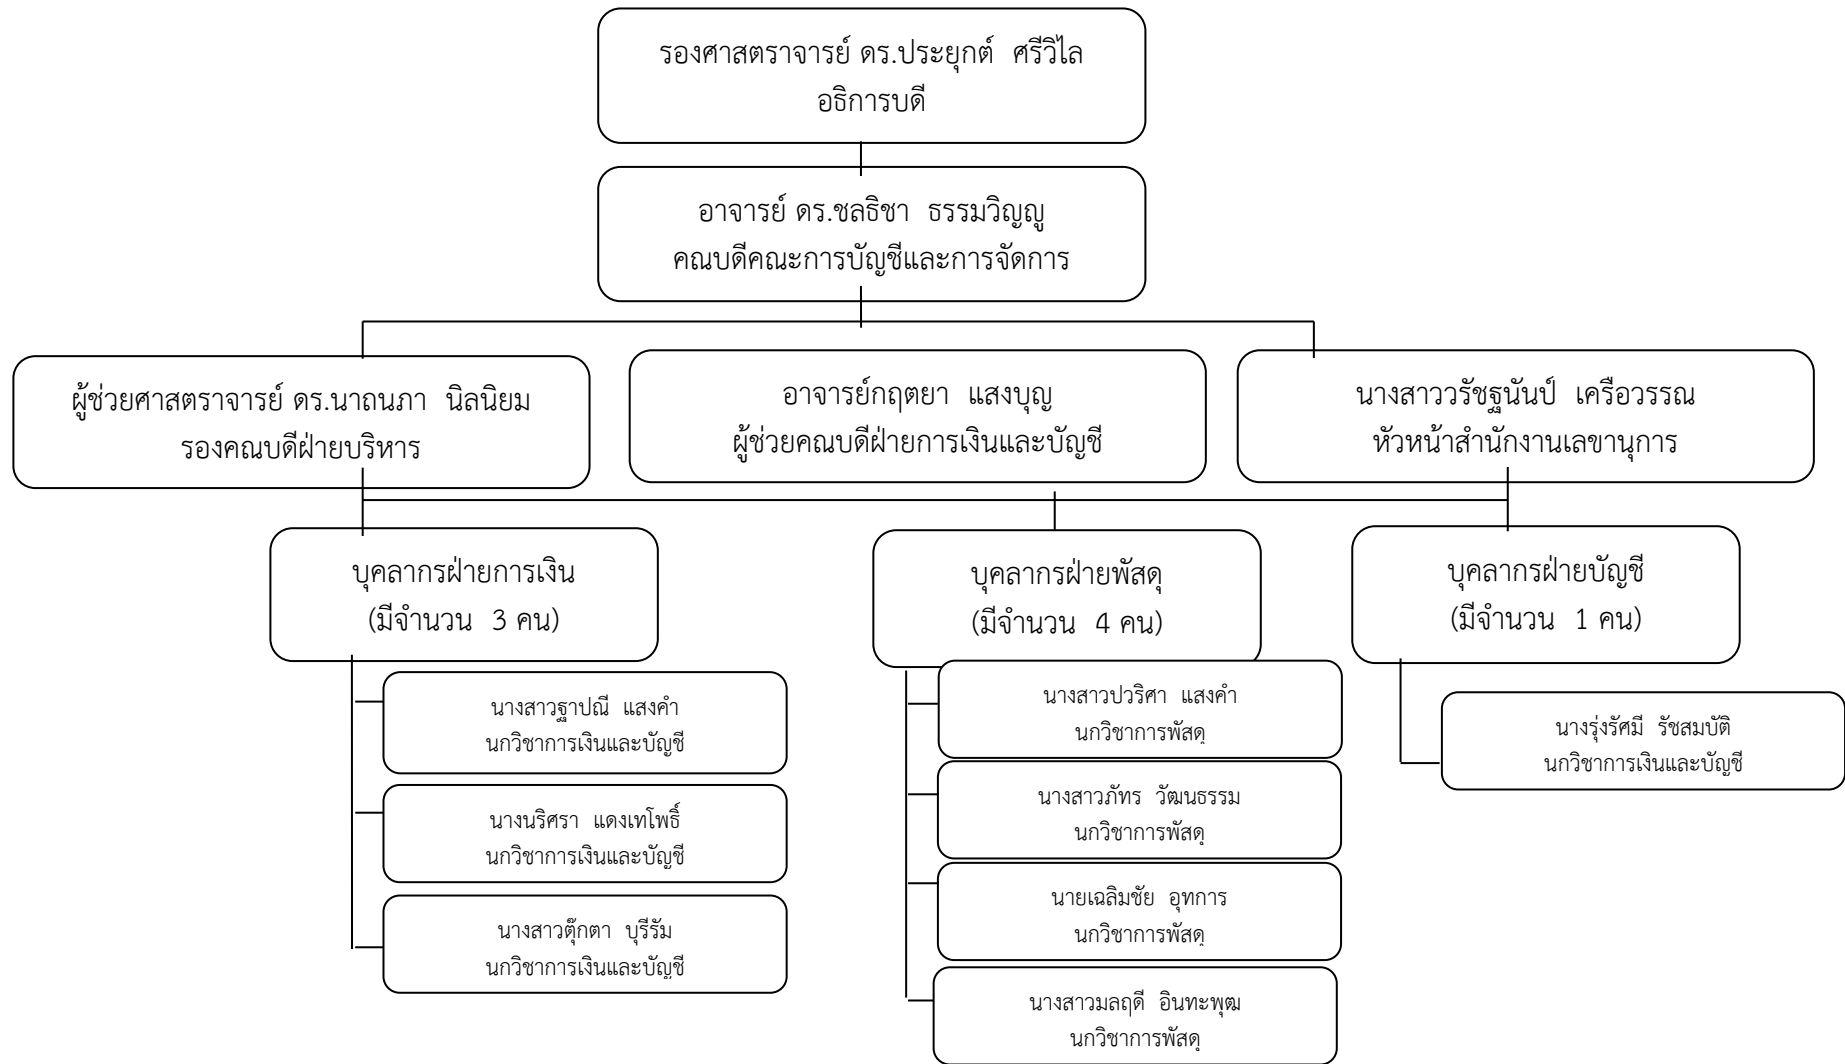 รองศาสตราจารย์ ดร.ประยุกต์ ศรีวิไล
อธิการบดี
อาจารย์ ดร.ชลธิชา ธรรมวิญญู
คณบดีคณะการบัญชีและการจัดการ
ผู้ช่วยศาสตราจารย์ ดร.นาถนภา นิลนิยม
รองคณบดีฝ่ายบริหาร
อาจารย์กฤตยา แสงบุญ
ผู้ช่วยคณบดีฝ่ายการเงินและบัญชี
นางสาววรัชฐนันป์ เครือวรรณ
หัวหน้าสำนักงานเลขานุการ
บุคลากรฝ่ายการเงิน
(มีจำนวน 3 คน)
นางสาวฐาปณี แสงคำ
นกวิชาการเงินและบัญชี
นางนริศรา แดงเทโพธิ์
นกวิชาการเงินและบัญชี
นางสาวตุ๊กตา บุรีรัม
นกวิชาการเงินและบัญชี
บุคลากรฝ่ายพัสดุ
(มีจำนวน 4 คน)
นางสาวปวริศา แสงคำ
นกวิชาการพัสดุ
นางสาวภัทร วัฒนธรรม
นกวิชาการพัสดุ
นายเฉลิมชัย อุทการ
นกวิชาการพัสดุ
นางสาวมลฤดี อินทะพุฒ
นกวิชาการพัสดุ
บุคลากรฝ่ายบัญชี
(มีจำนวน 1 คน)
นางรุ่งรัศมี รัชสมบัติ
นกวิชาการเงินและบัญชี